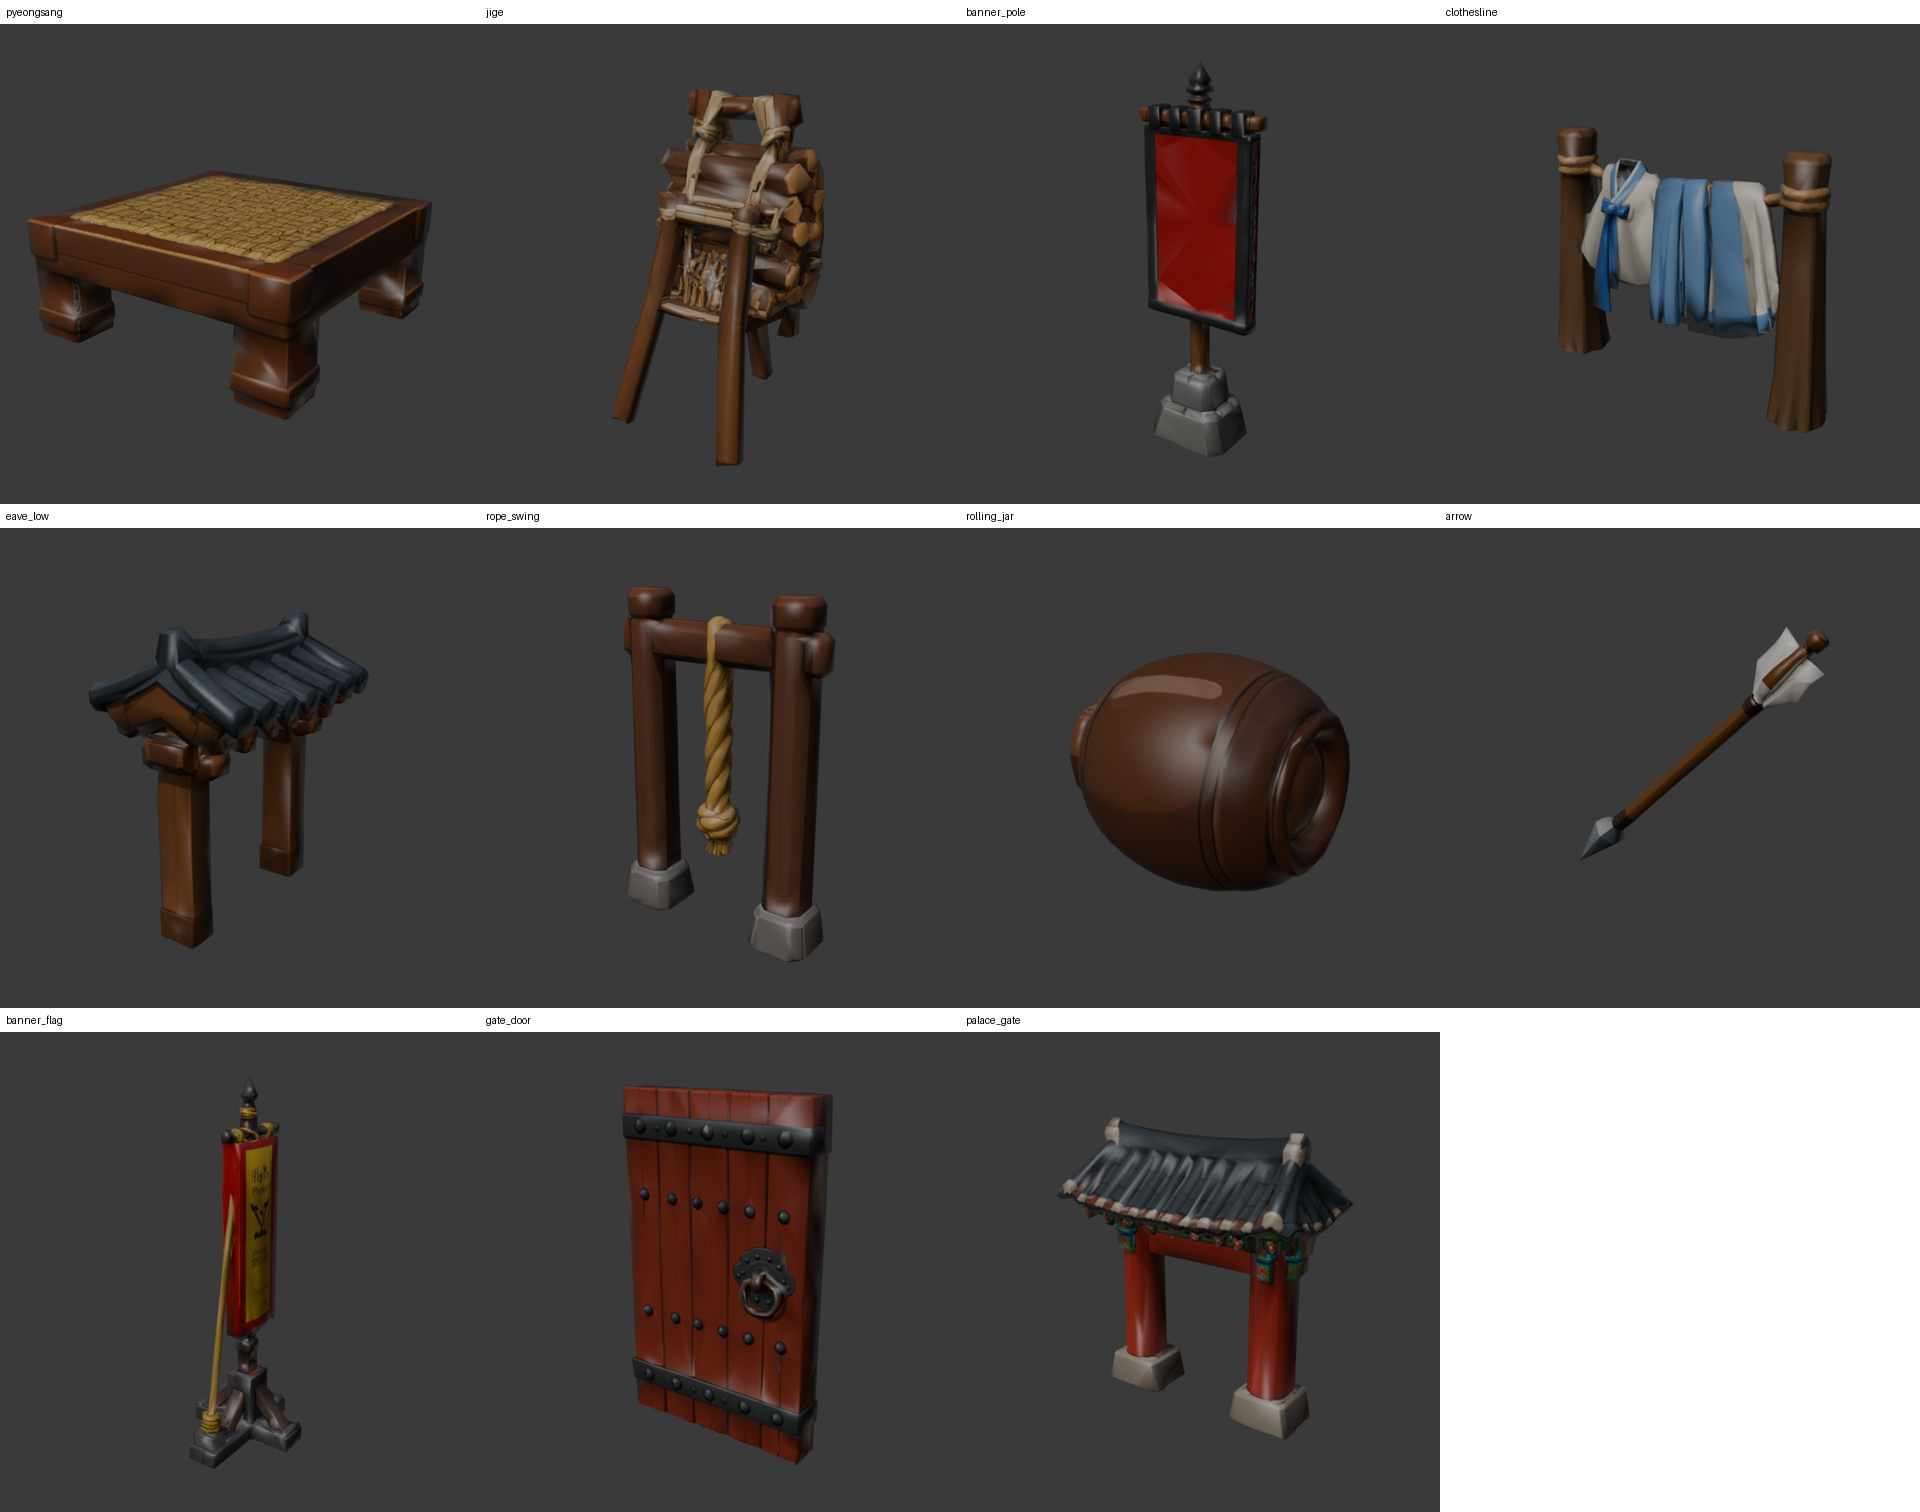 pyeongsang
jige
banner_pole
clothesline
eave_low
rope_swing
rolling_jar
arrow
banner_flag
gate_door
palace_gate